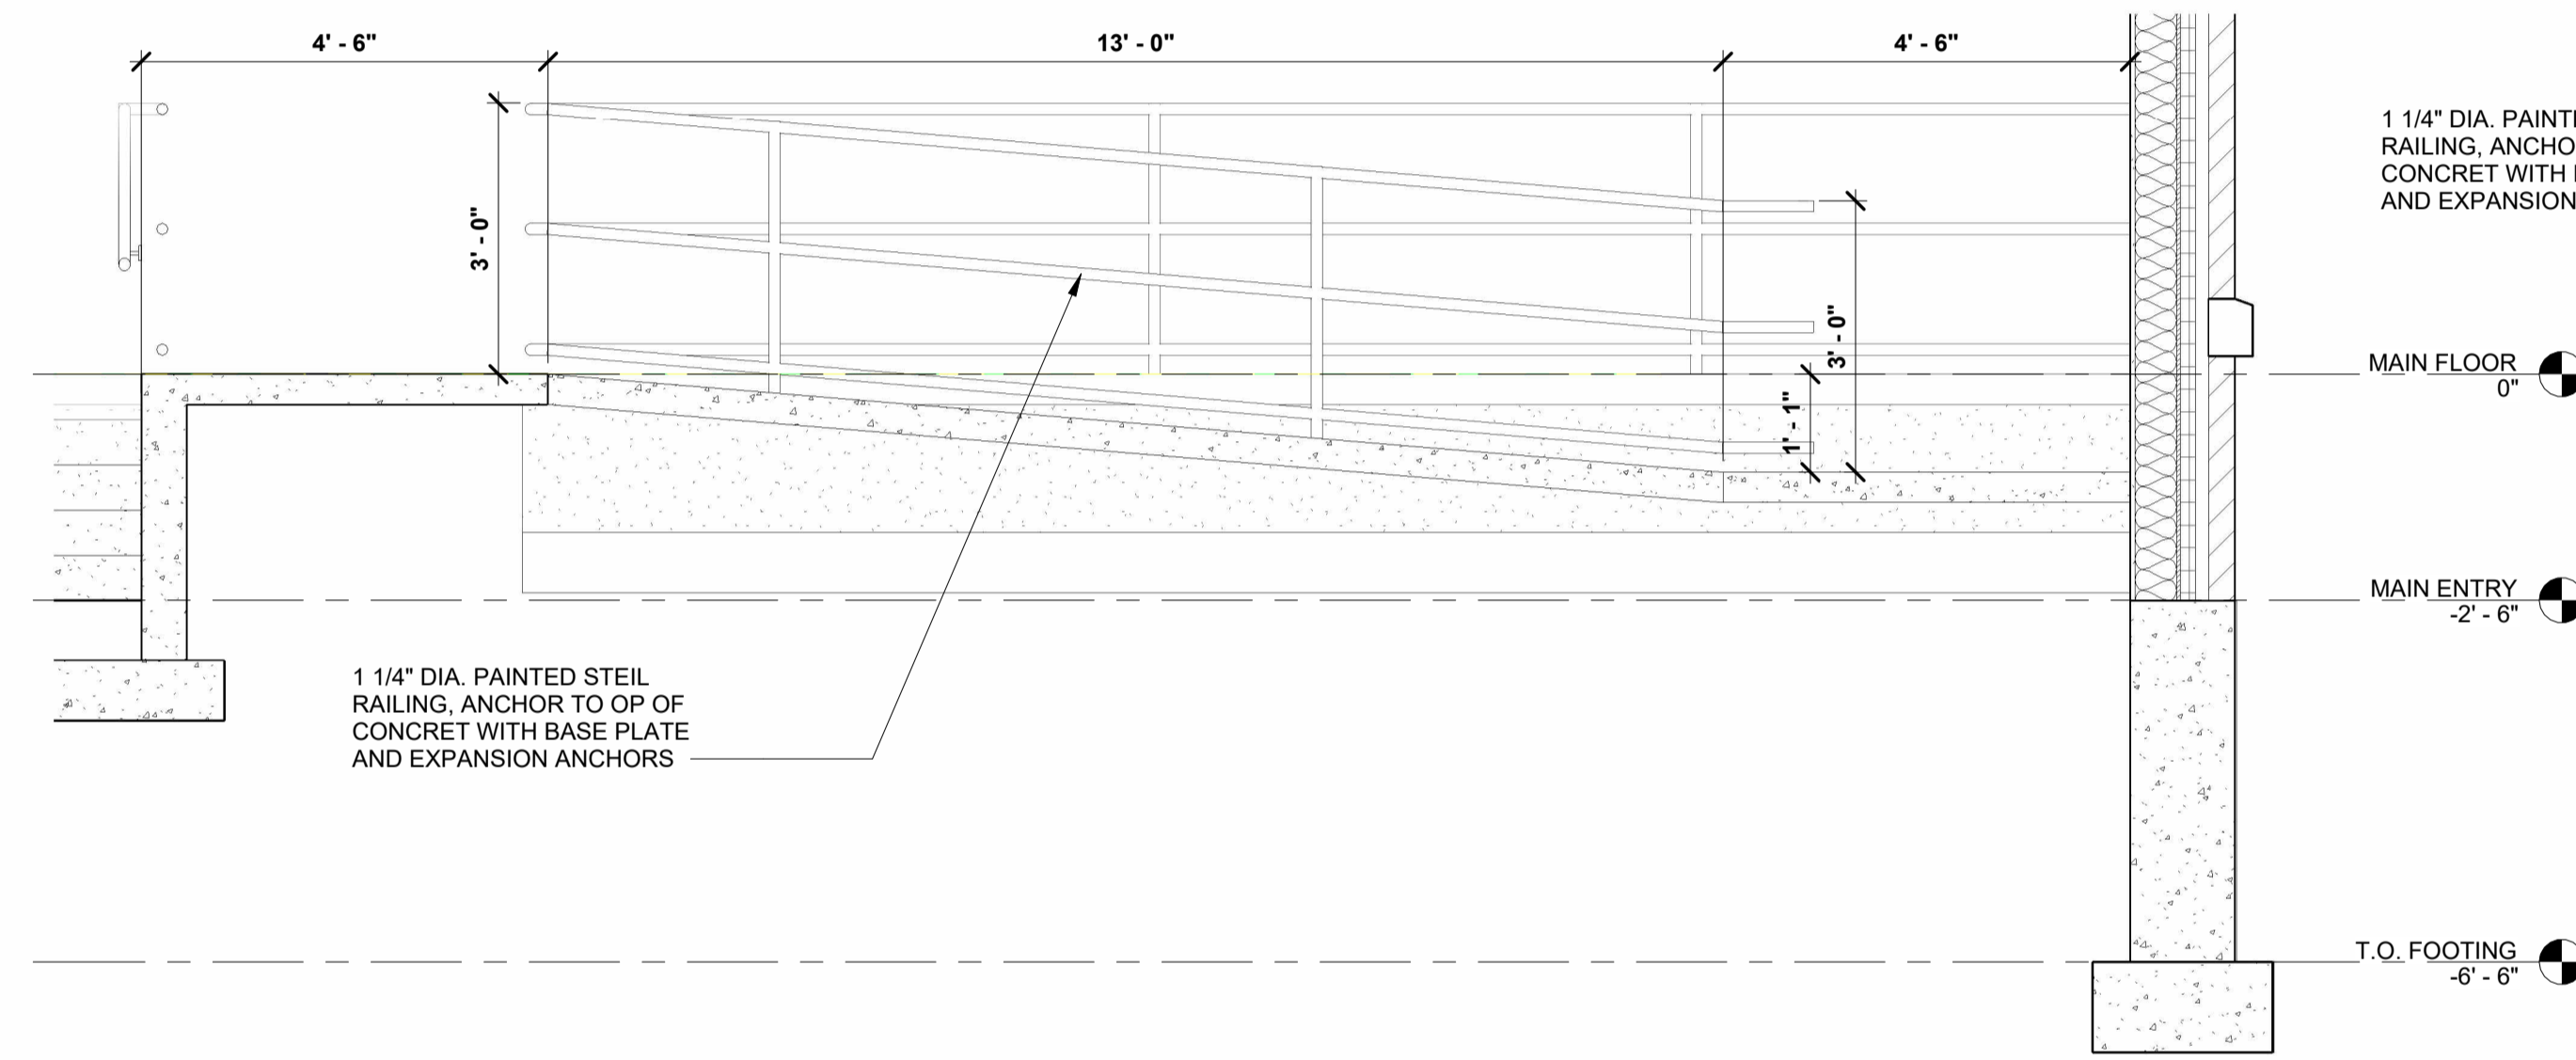 4' - 6"
13' - 0"
4' - 6"
1 1/4" DIA. PAINT
RAILING, ANCHO
CONCRET WITH
AND EXPANSION
3' - 0"
3' - 0"
1' - 1"
MAIN FLOOR
0"
MAIN ENTRY
-2' - 6"
1 1/4" DIA. PAINTED STEIL
RAILING, ANCHOR TO OP OF
CONCRET WITH BASE PLATE
AND EXPANSION ANCHORS
T.O. FOOTING
-6' - 6"